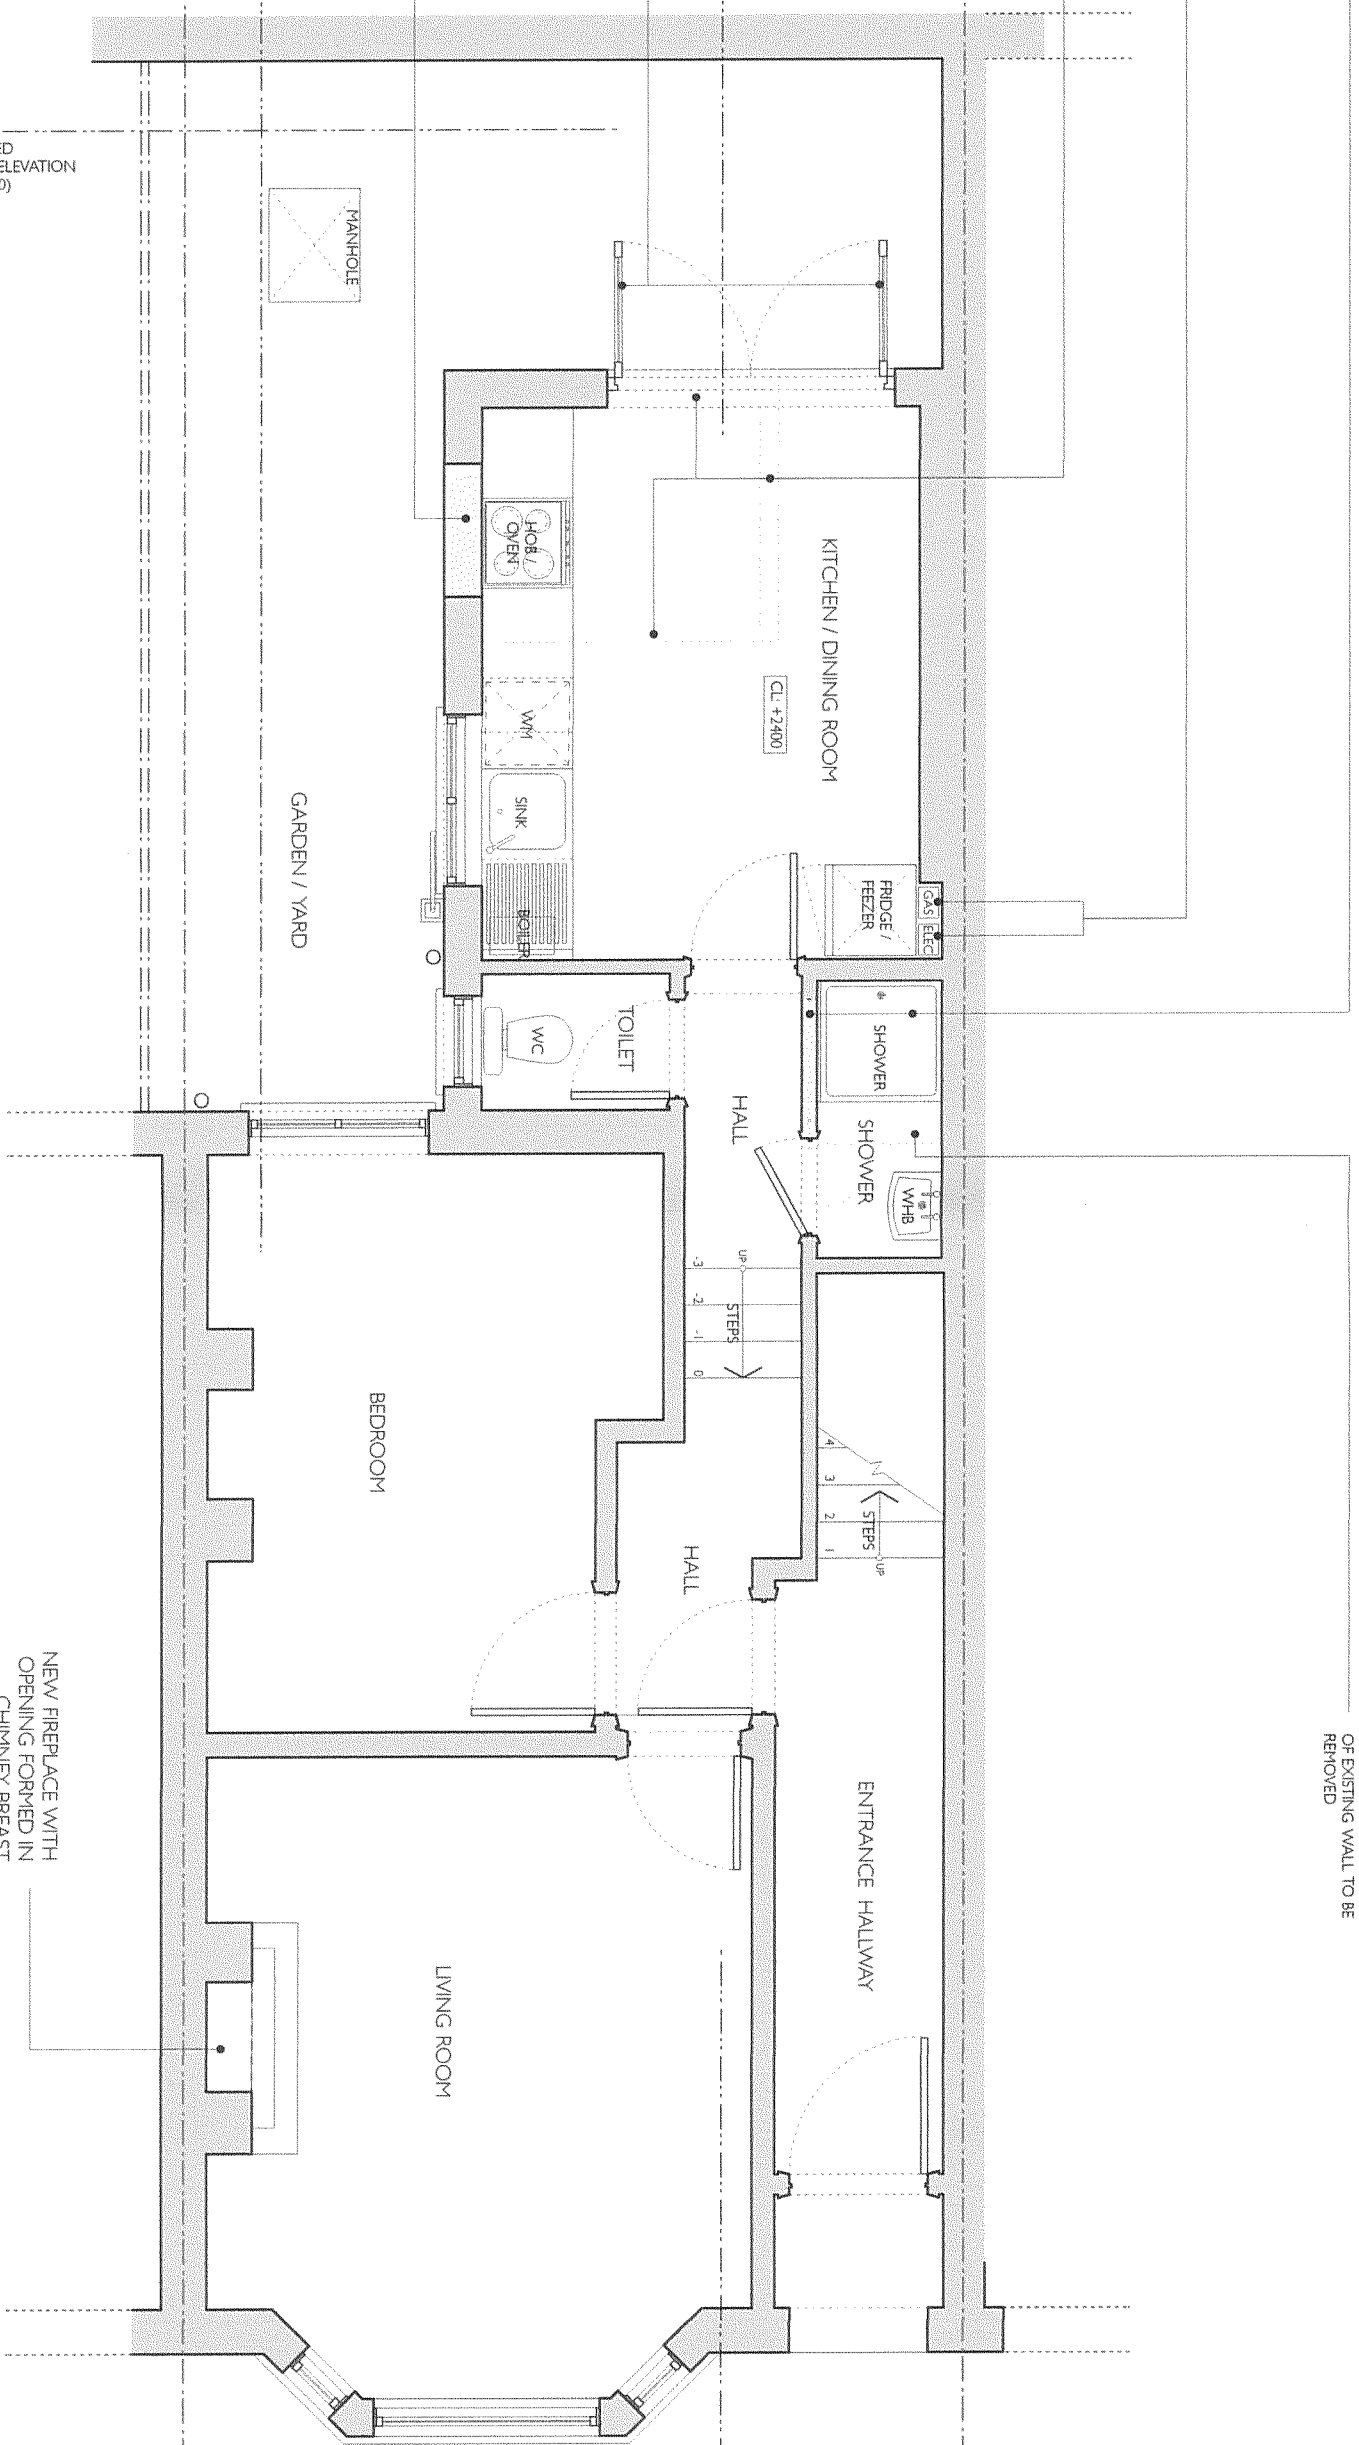 ED
ELEVATION
0)
MANHOLE
HOB /
OVEN
KITCHEN / DINING ROOM
CL: +2400
WM
SINK
BOILER
GARDEN / YARD
FRIDGE /
FEEZER
GAS
ELEC
TOILET
WC
SHOWER
SHOWER
WHB
HALL
UP
STEPS
-3
-2
-1
0
BEDROOM
HALL
4
3
2
1
STEPS
UP
ENTRANCE HALLWAY
LIVING ROOM
NEW FIREPLACE WITH
OPENING FORMED IN
CHIMNEY BREAST
OF EXISTING WALL TO BE
REMOVED